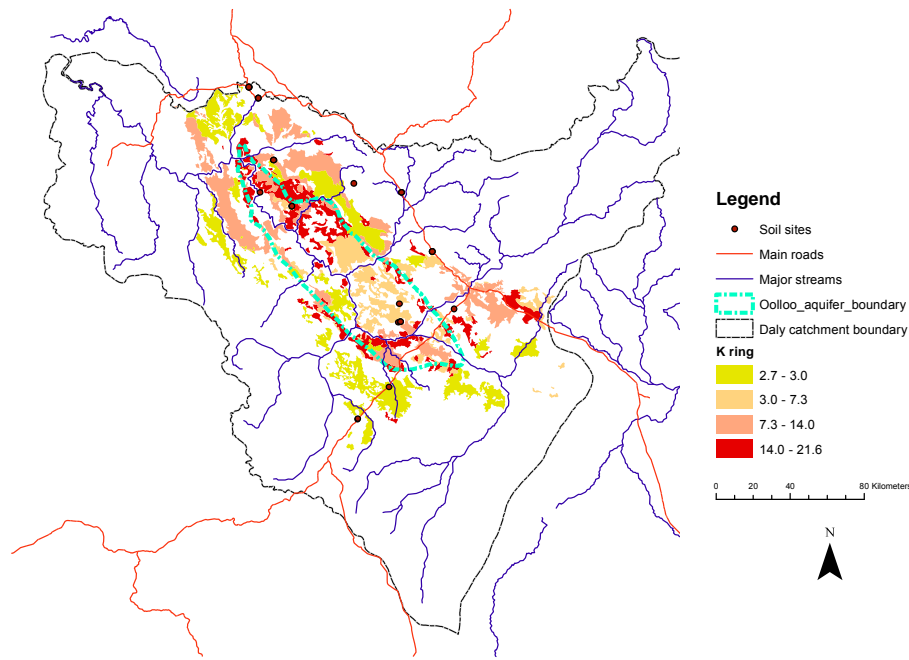 Legend
Soil sites
Main roads
Major streams
Oolloo_aquifer_boundary
Daly catchment boundary
K ring
2.7 - 3.0
3.0 - 7.3
7.3 - 14.0
14.0 - 21.6
0 20 40 80 Kilometers
N